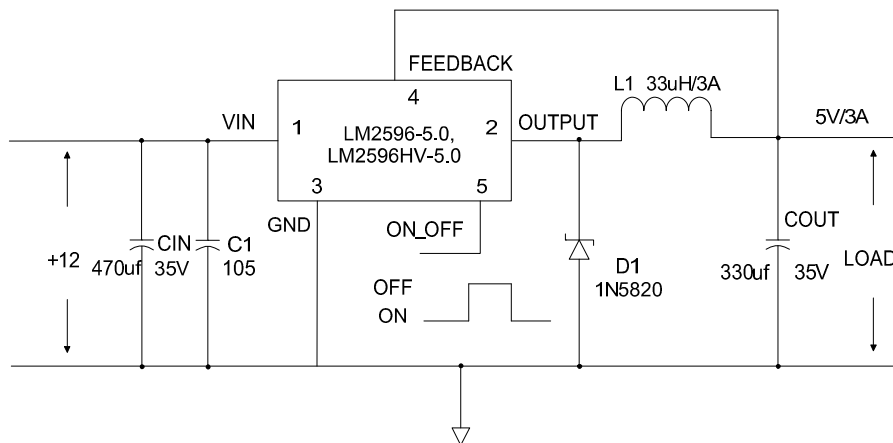 FEEDBACK
4
L1 33uH/3A
VIN
1
LM2596-5.0,
LM2596HV-5.0
2
OUTPUT
5V/3A
3
5
GND
ON_OFF
+12
CIN
470uf 35V
C1
105
OFF
ON
D1
1N5820
COUT
330uf 35V
LOAD